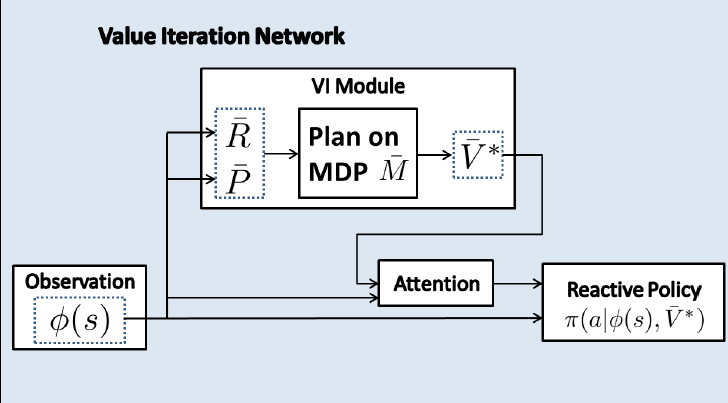 Value Iteration Network
VI Module
R̄
P̄
Plan on
MDP M̄
V̄*
Observation
ϕ(s)
Attention
Reactive Policy
π(a|ϕ(s), V̄*)